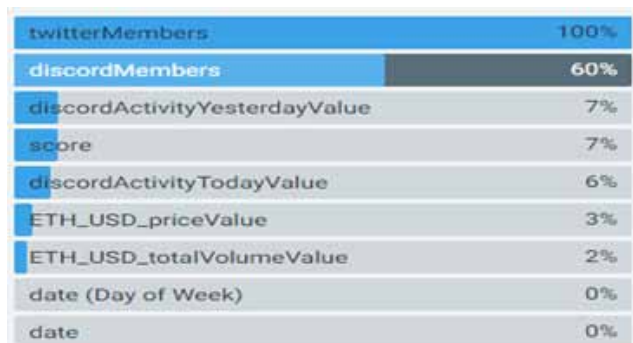 twitterMembers 100%
discordMembers 60%
discordActivityYesterdayValue 7%
score 7%
discordActivityTodayValue 6%
ETH_USD_priceValue 3%
ETH_USD_totalVolumeValue 2%
date (Day of Week) 0%
date 0%